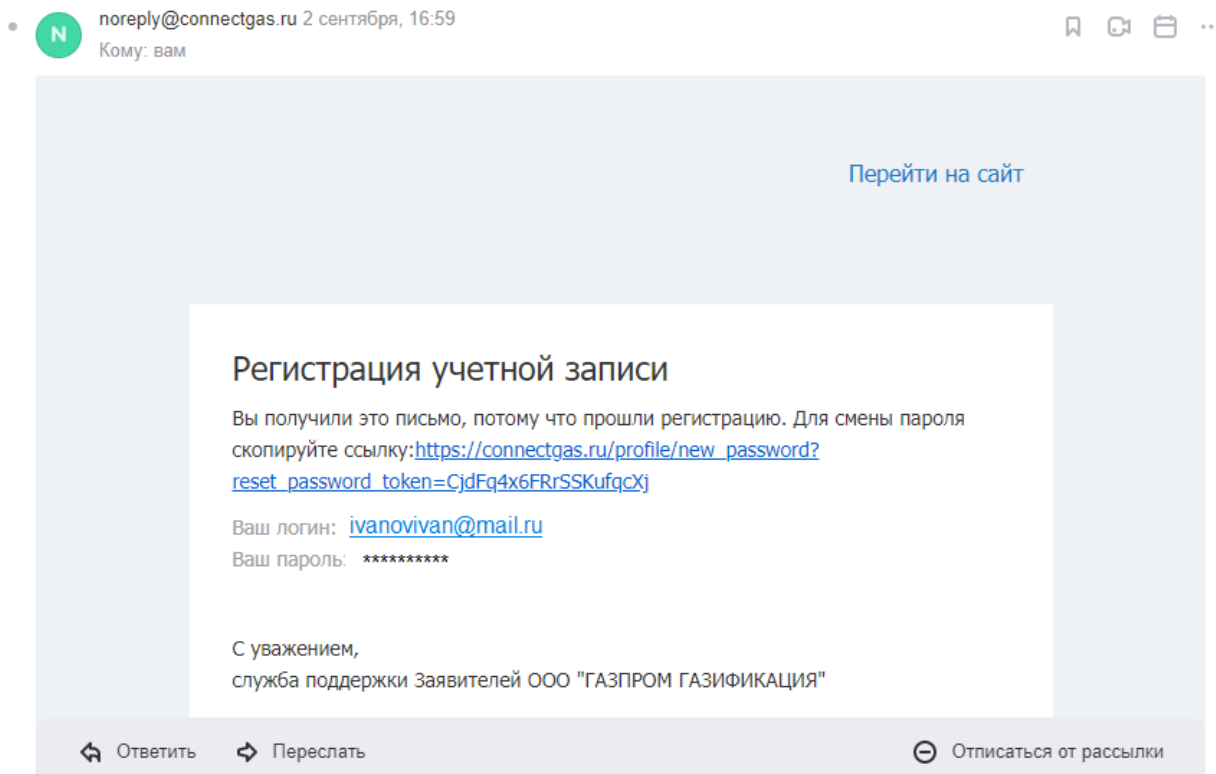 noreply@connectgas.ru 2 сентября, 16:59
N
Кому: вам
Перейти на сайт
Регистрация учетной записи
Вы получили это письмо, потому что прошли регистрацию. Для смены пароля
скопируйте ссылку:https://connectgas.ru/profile/new_password?
reset_password_token=CjdFq4x6FRrSSKufqcXj
Ваш логин: ivanovivan@mail.ru
Ваш пароль: **********
С уважением,
служба поддержки Заявителей ООО "ГАЗПРОМ ГАЗИФИКАЦИЯ"
Ответить Переслать Отписаться от рассылки